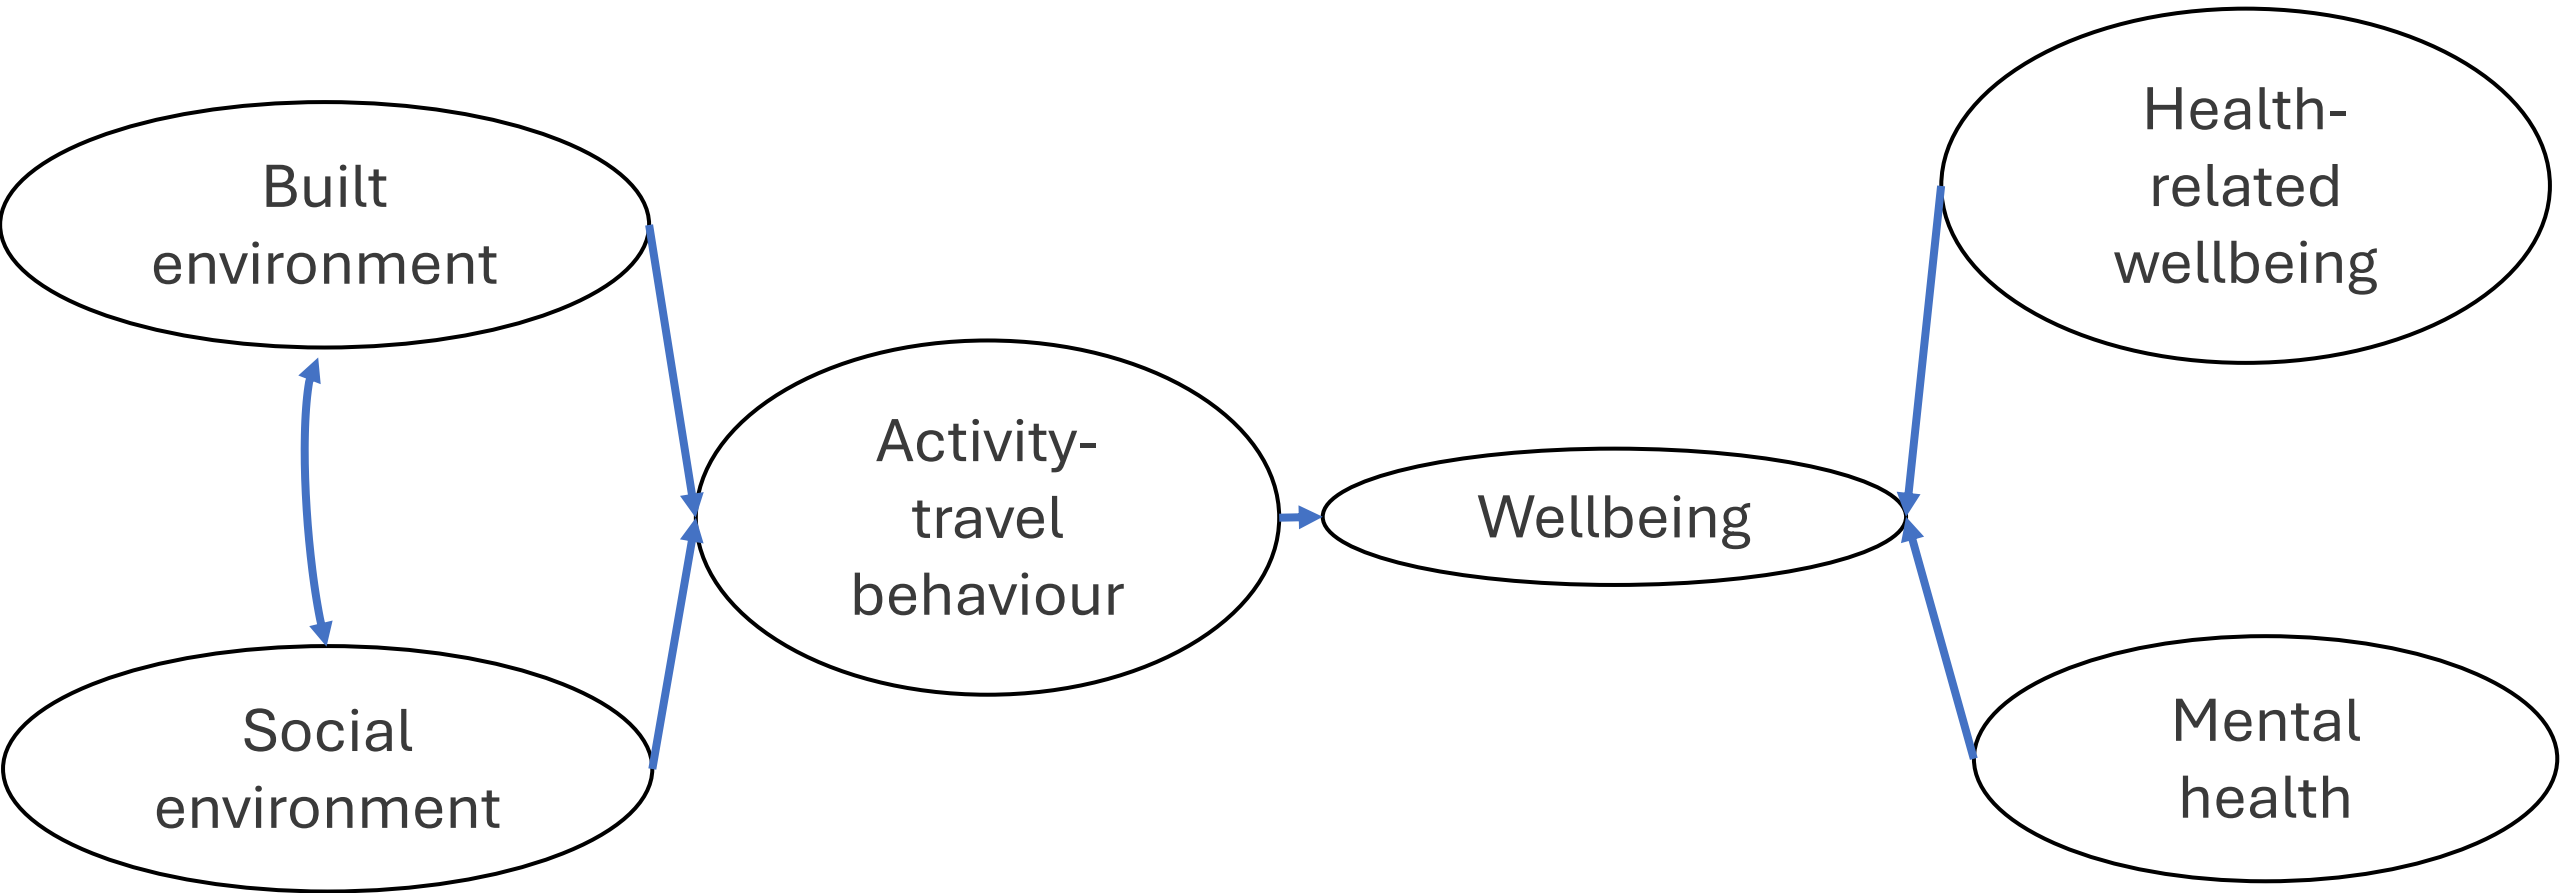 Built
environment
Social
environment
Activity-
travel
behaviour
Wellbeing
Health-
related
wellbeing
Mental
health